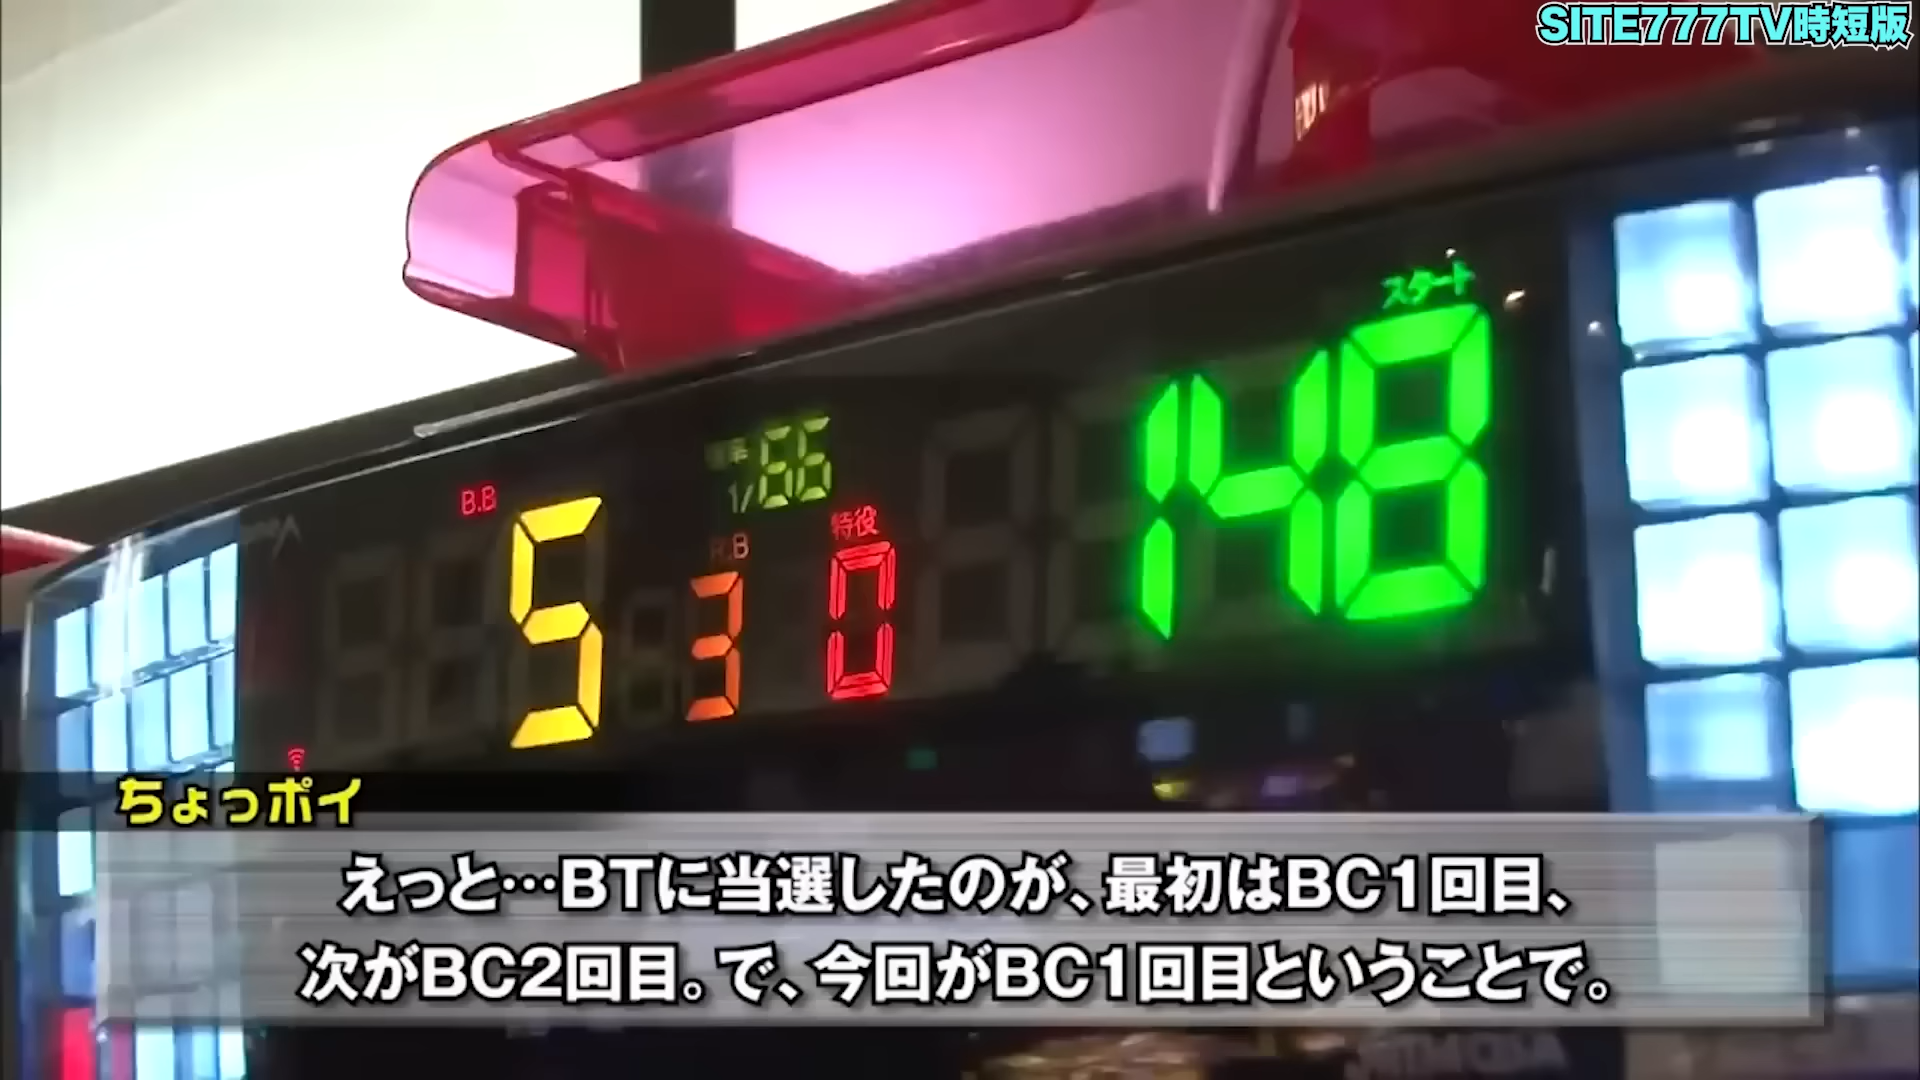 SITE777TV時短版
スタート
148
1/66
B.B
5
R.B
3
特役
0
ちょっポイ
えっと…BTに当選したのが、最初はBC1回目、
次がBC2回目。で、今回がBC1回目ということで。